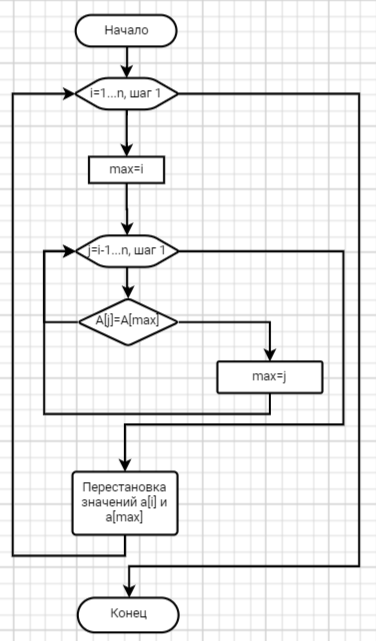 Начало
i=1...n, шаг 1
max=i
j=i-1...n, шаг 1
A[j]=A[max]
max=j
Перестановка
значений a[i] и
a[max]
Конец